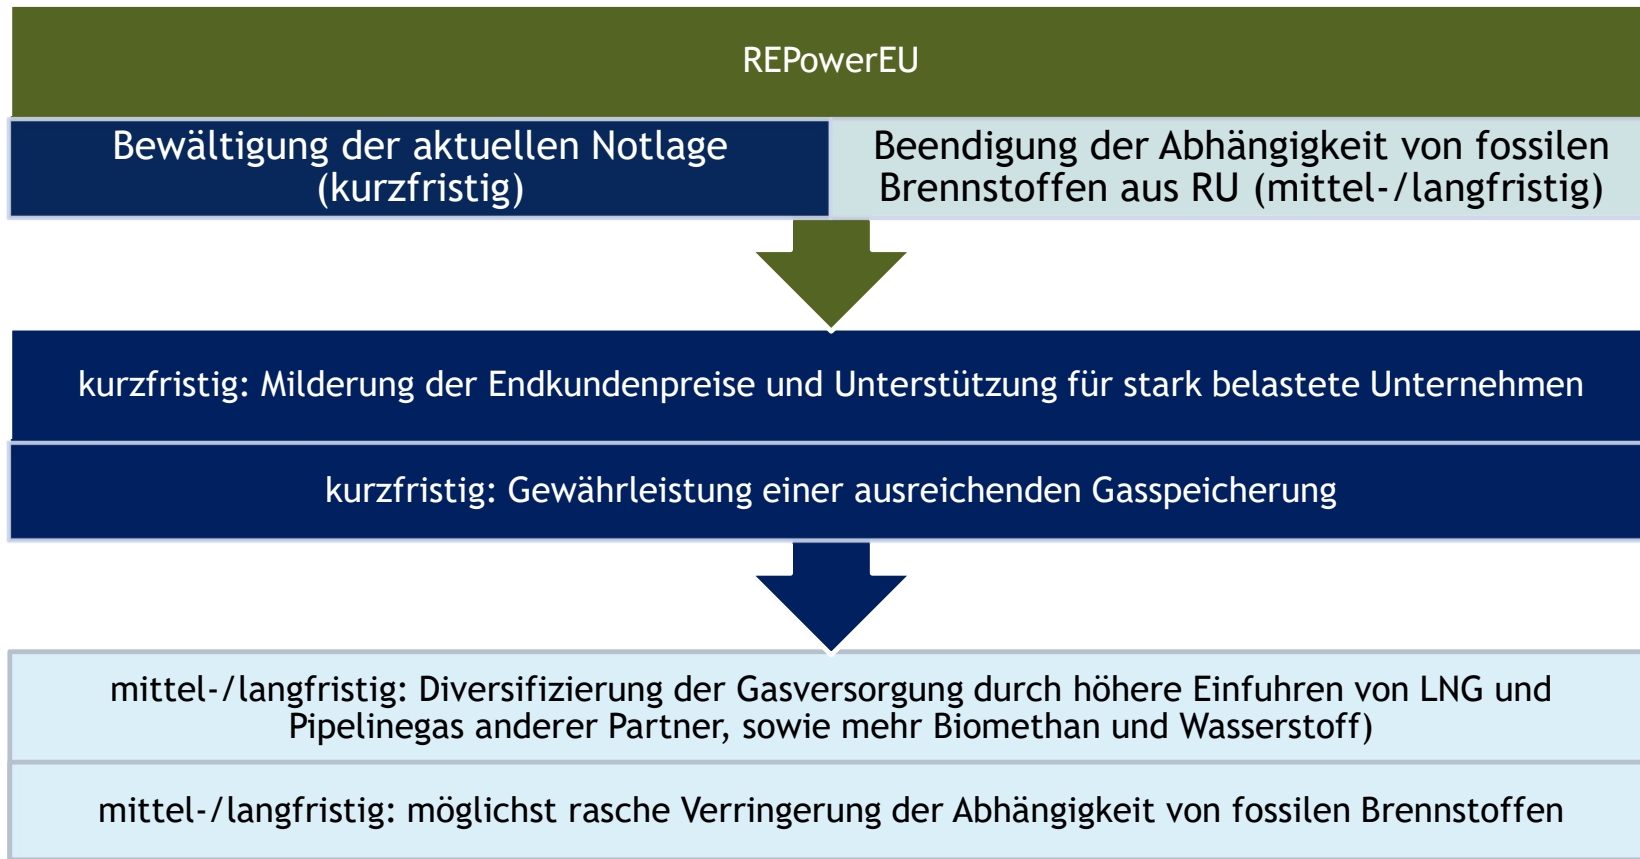 REPowerEU
Bewältigung der aktuellen Notlage
(kurzfristig)
Beendigung der Abhängigkeit von fossilen
Brennstoffen aus RU (mittel-/langfristig)
kurzfristig: Milderung der Endkundenpreise und Unterstützung für stark belastete Unternehmen
kurzfristig: Gewährleistung einer ausreichenden Gasspeicherung
mittel-/langfristig: Diversifizierung der Gasversorgung durch höhere Einfuhren von LNG und
Pipelinegas anderer Partner, sowie mehr Biomethan und Wasserstoff)
mittel-/langfristig: möglichst rasche Verringerung der Abhängigkeit von fossilen Brennstoffen